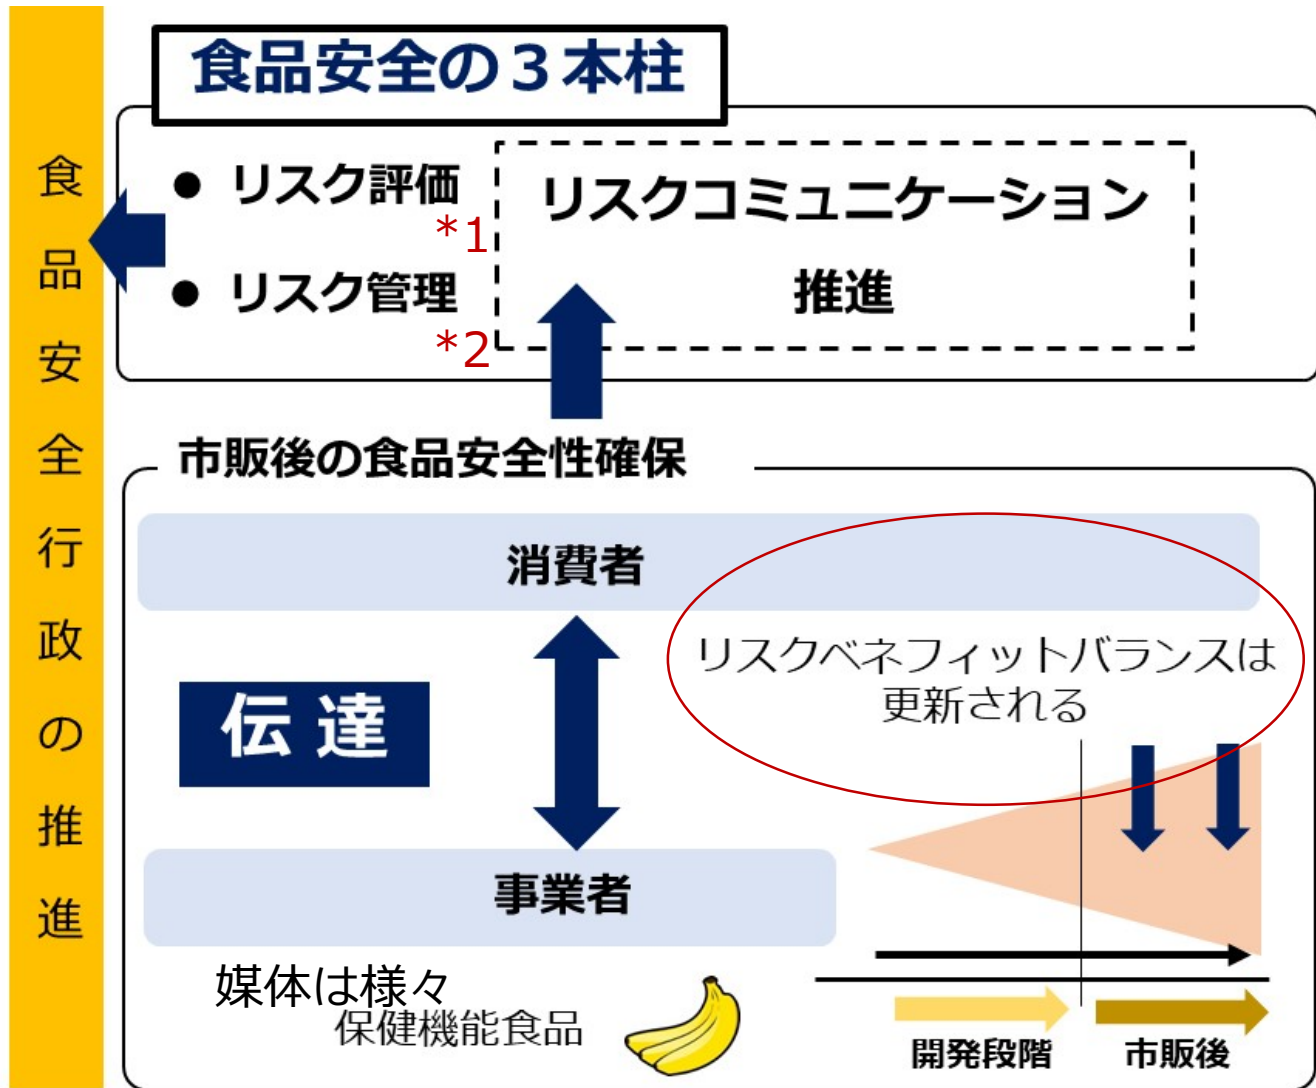 食品安全の３本柱
食品安全行政の推進
● リスク評価
*1
● リスク管理
*2
リスクコミュニケーション
推進
市販後の食品安全性確保
消費者
伝達
リスクベネフィットバランスは
更新される
事業者
媒体は様々
保健機能食品
開発段階
市販後